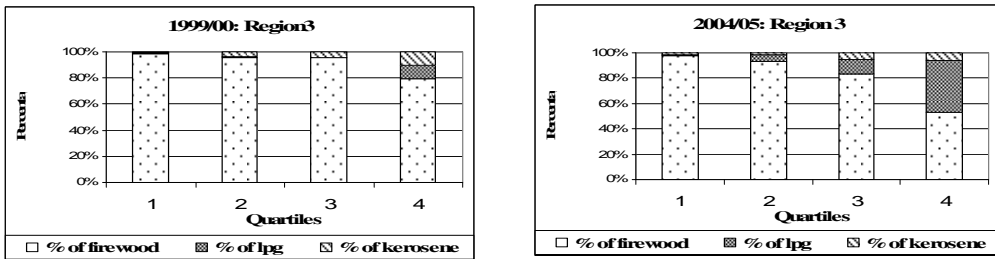 1999/00: Region3
100%
80%
60%
40%
20%
0%
Percenta
1 2 3 4
Quartiles
% of firewood % of lpg % of kerosene
2004/05: Region 3
100%
80%
60%
40%
20%
0%
Percenta
1 2 3 4
Quartiles
% of firewood % of lpg % of kerosene